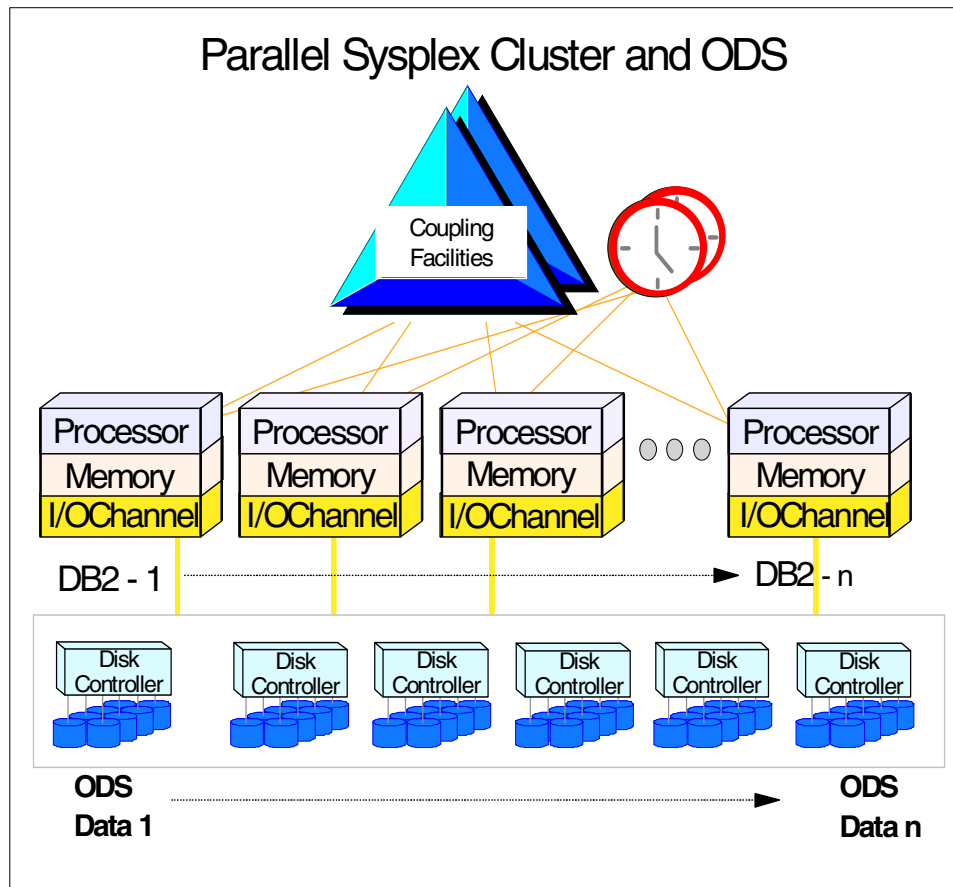 Parallel Sysplex Cluster and ODS
Coupling
Facilities
Processor
Memory
I/OChannel
Processor
Memory
I/OChannel
Processor
Memory
I/OChannel
Processor
Memory
I/OChannel
DB2 - 1
DB2 - n
Disk
Controller
Disk
Controller
Disk
Controller
Disk
Controller
Disk
Controller
Disk
Controller
ODS
Data 1
ODS
Data n